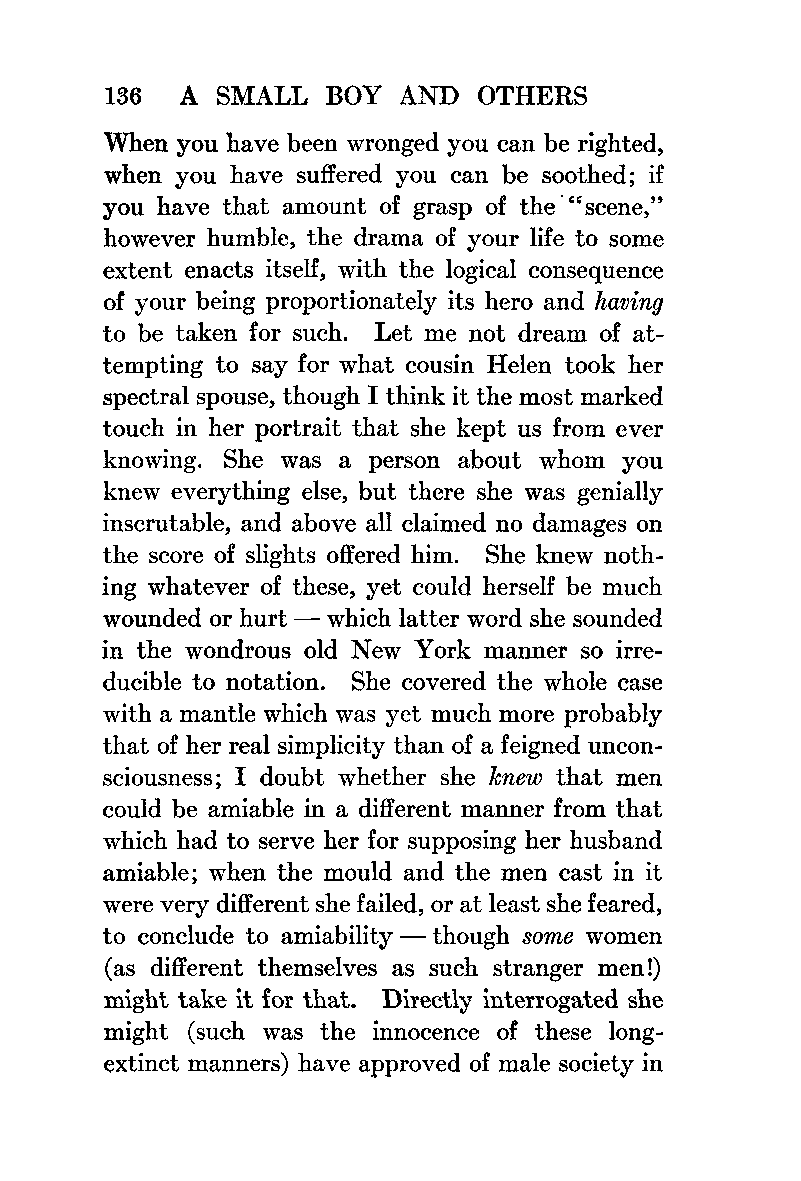 136 A SMALL BOY AND OTHERS
When you have been wronged you can be righted,
when you have suffered you can be soothed; if
you have that amount of grasp of the “scene,”
however humble, the drama of your life to some
extent enacts itself, with the logical consequence
of your being proportionately its hero and having
to be taken for such. Let me not dream of at-
tempting to say for what cousin Helen took her
spectral spouse, though I think it the most marked
touch in her portrait that she kept us from ever
knowing. She was a person about whom you
knew everything else, but there she was genially
inscrutable, and above all claimed no damages on
the score of slights offered him. She knew noth-
ing whatever of these, yet could herself be much
wounded or hurt — which latter word she sounded
in the wondrous old New York manner so irre-
ducible to notation. She covered the whole case
with a mantle which was yet much more probably
that of her real simplicity than of a feigned uncon-
sciousness; I doubt whether she knew that men
could be amiable in a different manner from that
which had to serve her for supposing her husband
amiable; when the mould and the men cast in it
were very different she failed, or at least she feared,
to conclude to amiability — though some women
(as different themselves as such stranger men!)
might take it for that. Directly interrogated she
might (such was the innocence of these long-
extinct manners) have approved of male society in